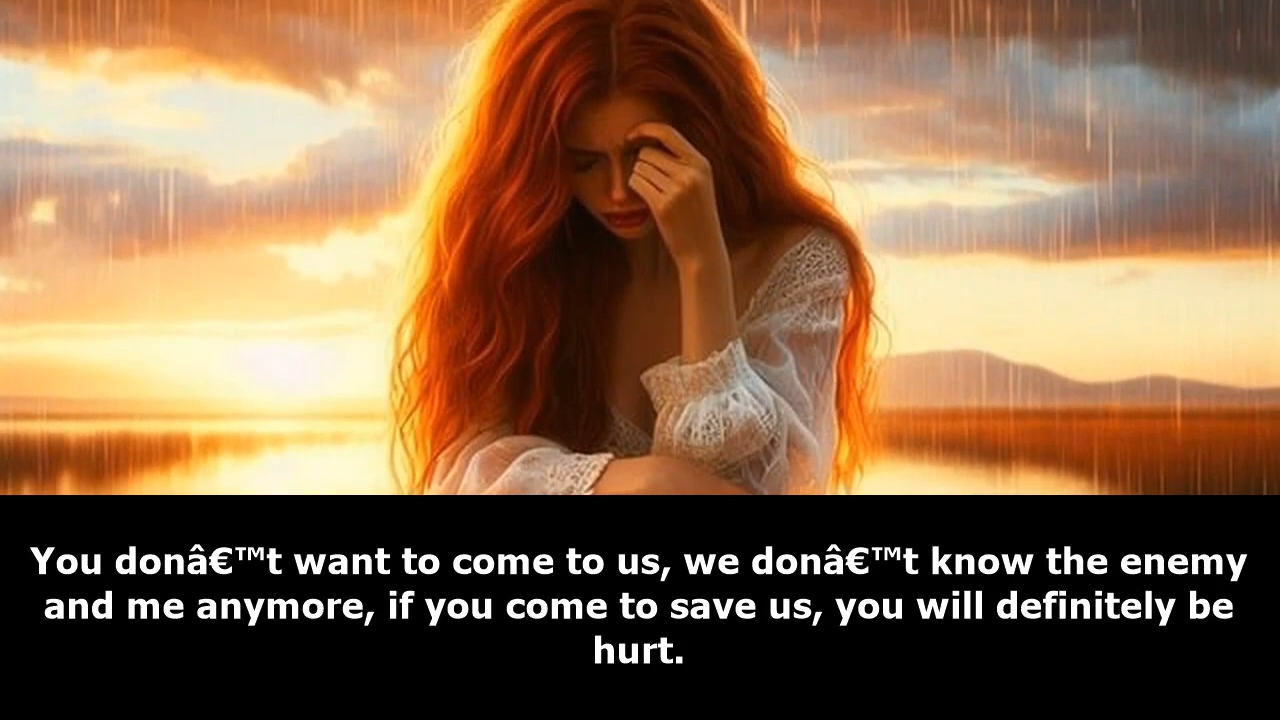 You donâ€™t want to come to us, we donâ€™t know the enemy
and me anymore, if you come to save us, you will definitely be
hurt.